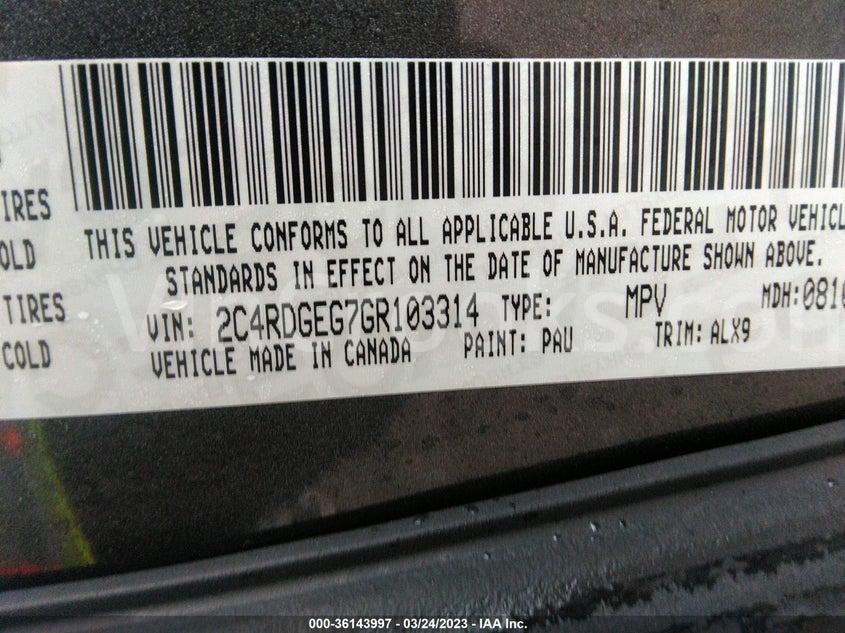 IRES
OLD
TIRES
COLD
THIS VEHICLE CONFORMS TO ALL APPLICABLE U.S.A. FEDERAL MOTOR VEHICL
STANDARDS IN EFFECT ON THE DATE OF MANUFACTURE SHOWN ABOVE.
VIN: 2C4RDGEG7GR103314 TYPE: MPV MDH:0810
VEHICLE MADE IN CANADA PAINT: PAU TRIM: ALX9
000-36143997 - 03/24/2023 - IAA Inc.